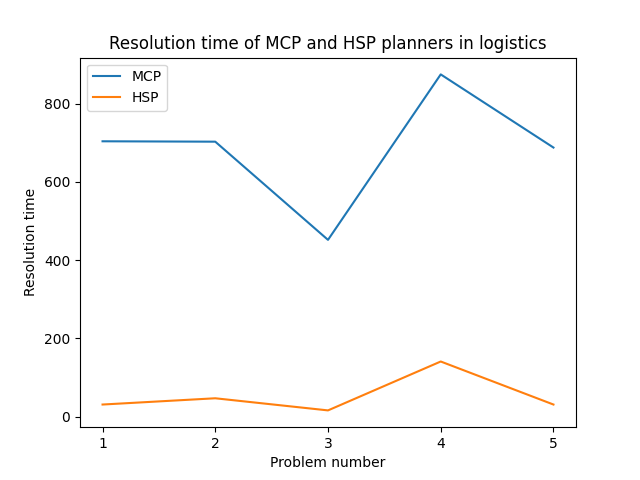 Resolution time of MCP and HSP planners in logistics
MCP
HSP
800
600
400
200
0
Resolution time
1 2 3 4 5
Problem number